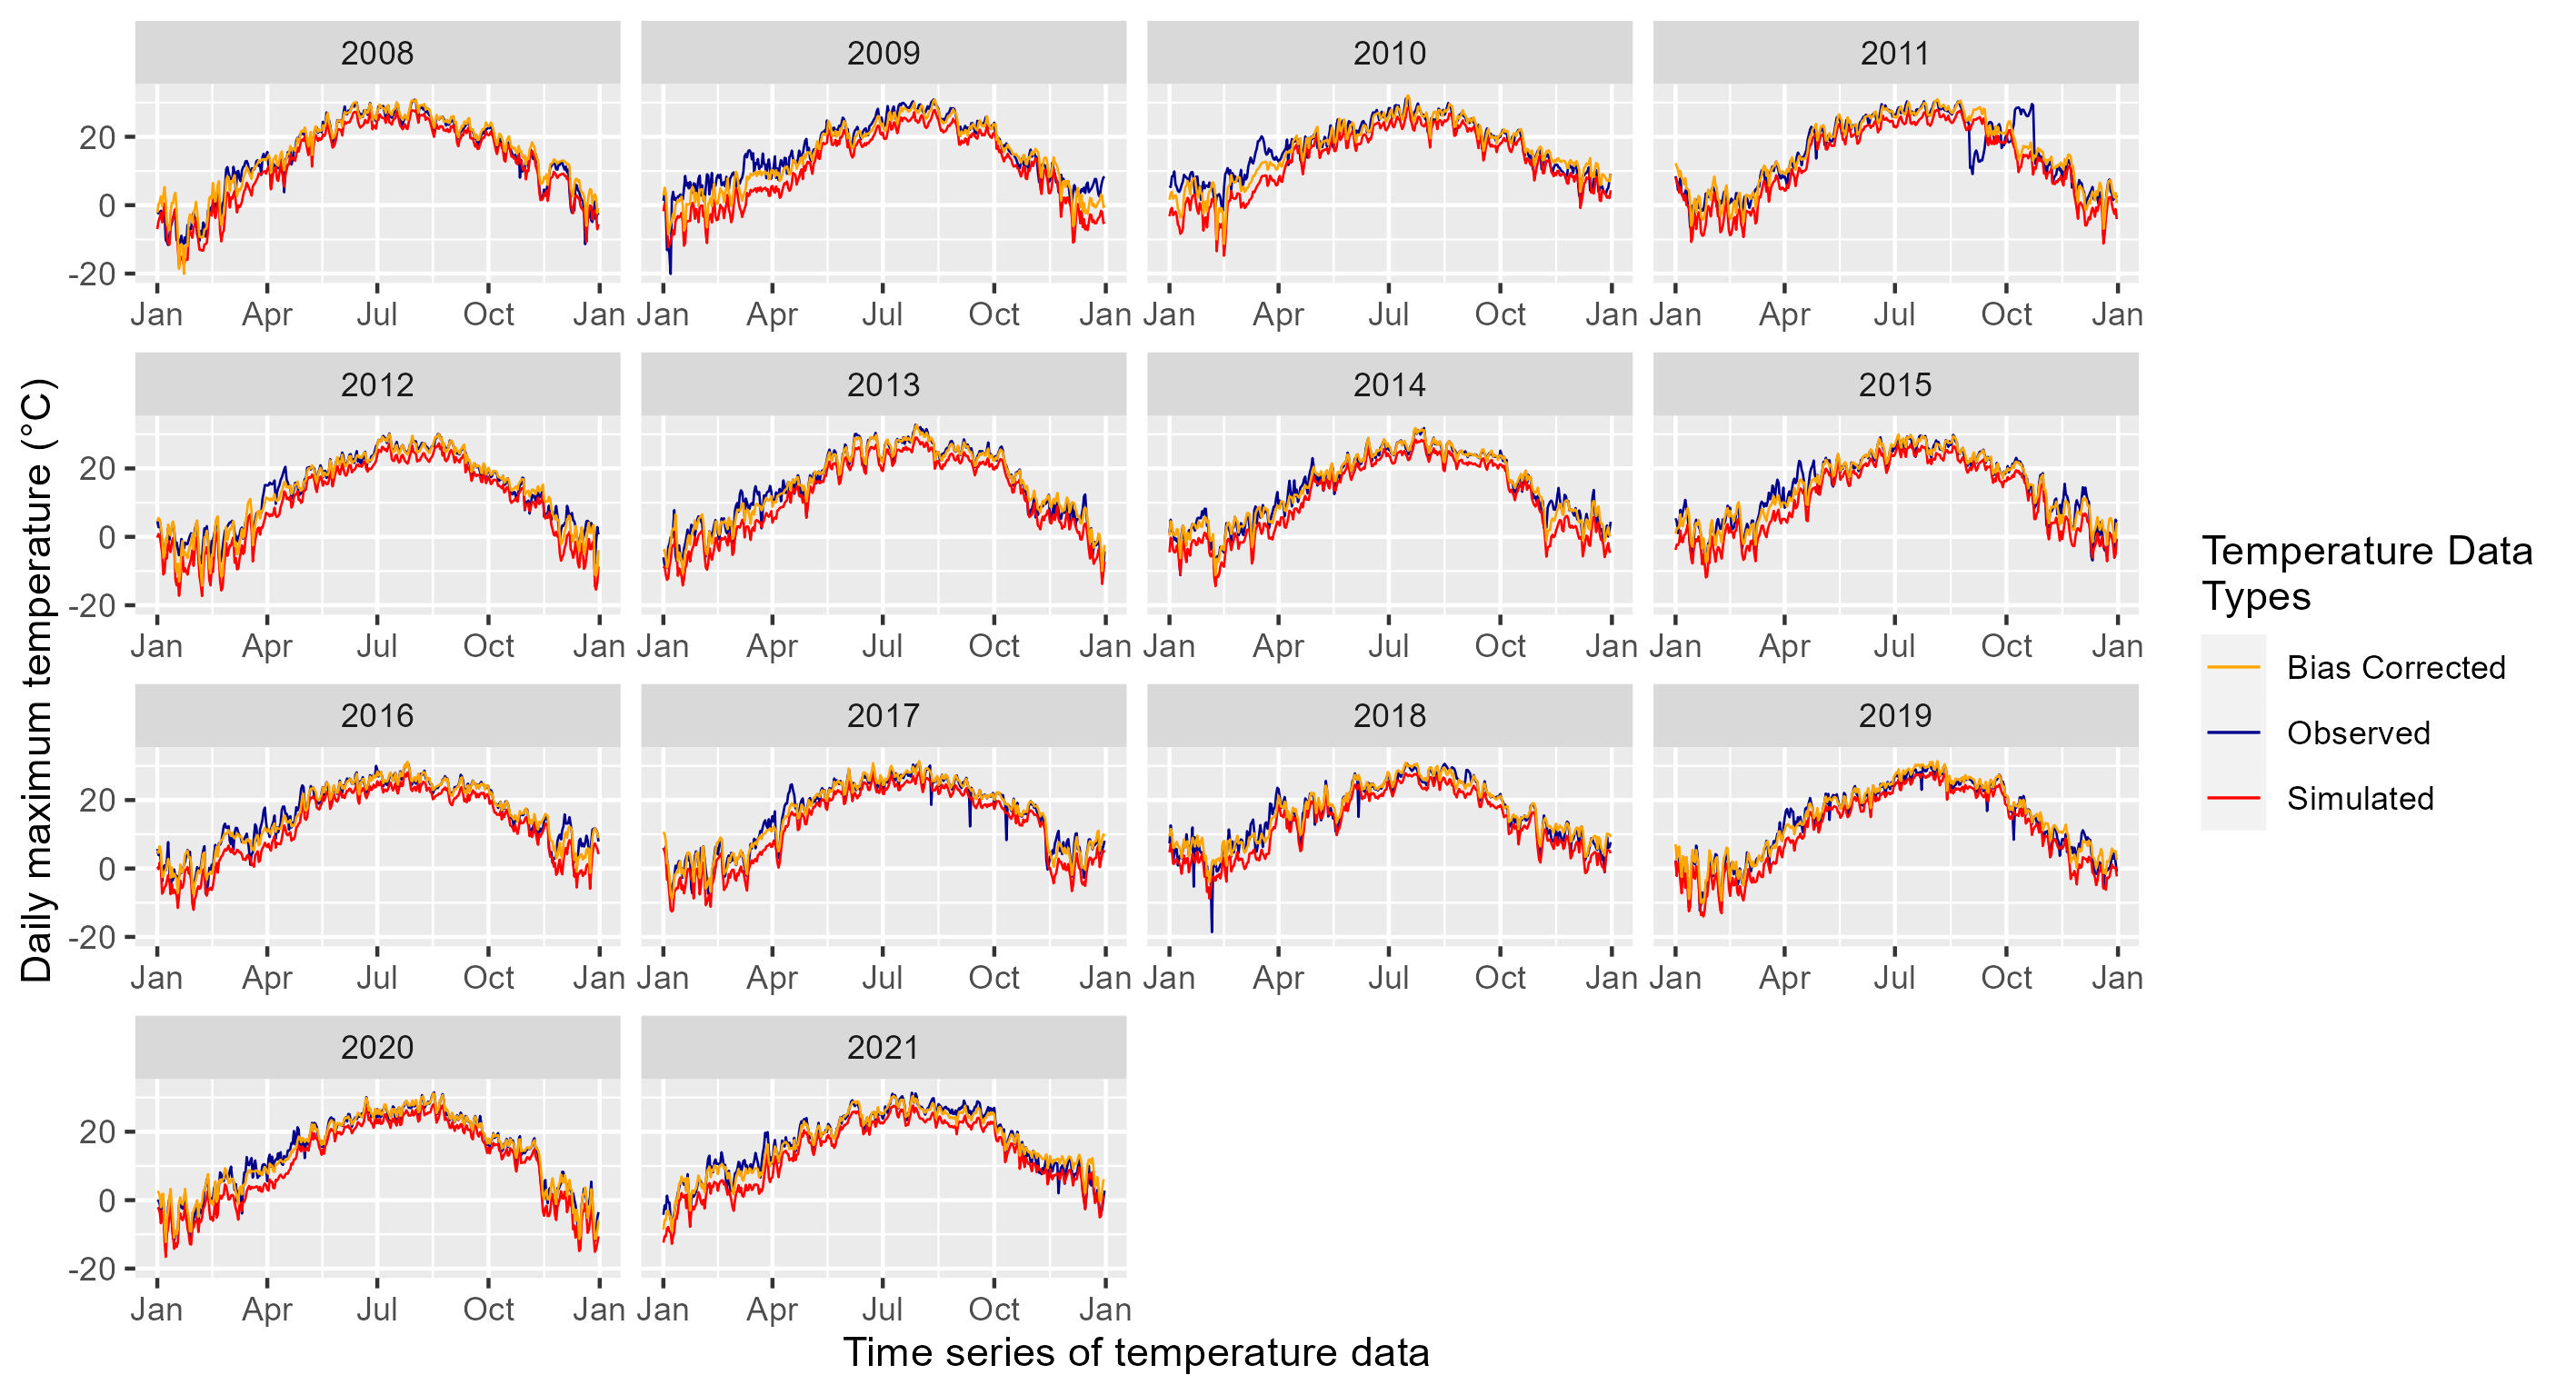 2008 2009 2010 2011
20
0
-20
Jan Apr Jul Oct Jan Jan Apr Jul Oct Jan Jan Apr Jul Oct Jan Jan Apr Jul Oct Jan
2012 2013 2014 2015
20
0
-20
Jan Apr Jul Oct Jan Jan Apr Jul Oct Jan Jan Apr Jul Oct Jan Jan Apr Jul Oct Jan
2016 2017 2018 2019
20
0
-20
Jan Apr Jul Oct Jan Jan Apr Jul Oct Jan Jan Apr Jul Oct Jan Jan Apr Jul Oct Jan
2020 2021
20
0
-20
Jan Apr Jul Oct Jan Jan Apr Jul Oct Jan
Daily maximum temperature (°C)
Time series of temperature data
Temperature Data
Types
Bias Corrected
Observed
Simulated